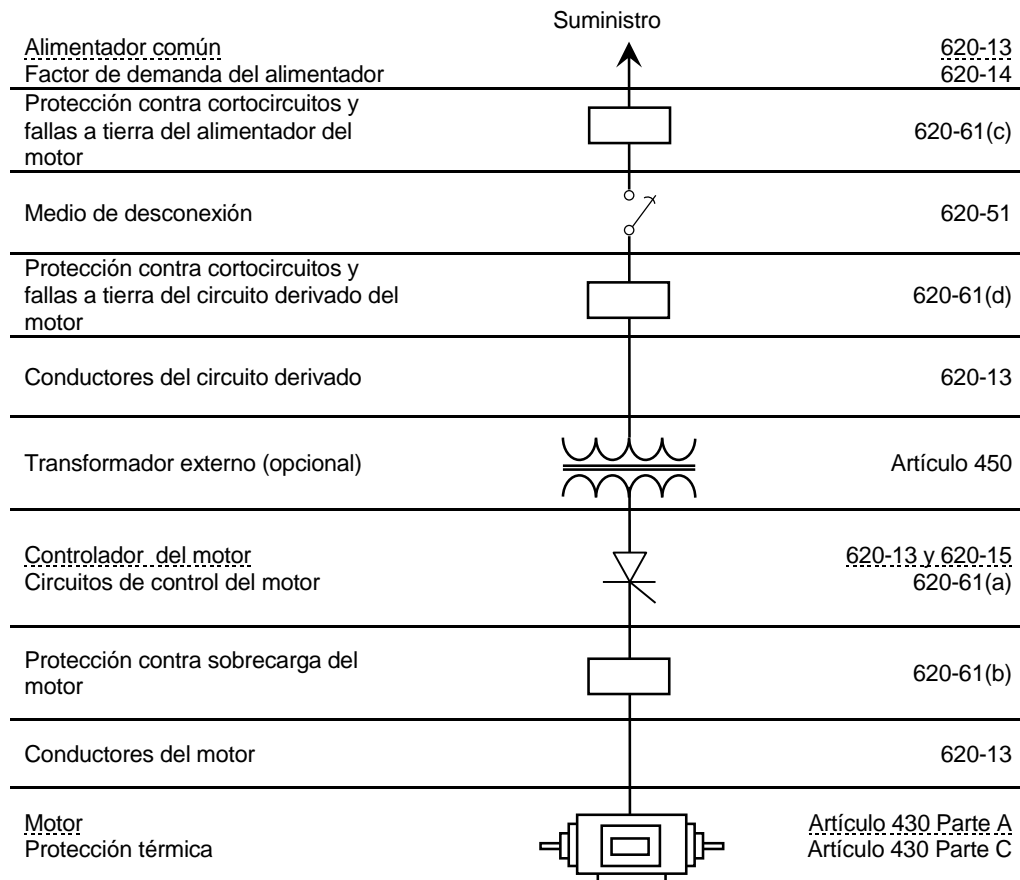 Suministro
Alimentador común 620-13
Factor de demanda del alimentador 620-14
Protección contra cortocircuitos y
fallas a tierra del alimentador del
motor
620-61(c)
Medio de desconexión 620-51
Protección contra cortocircuitos y
fallas a tierra del circuito derivado del
motor
620-61(d)
Conductores del circuito derivado 620-13
Transformador externo (opcional) Artículo 450
Controlador del motor 620-13 y 620-15
Circuitos de control del motor 620-61(a)
Protección contra sobrecarga del
motor
620-61(b)
Conductores del motor 620-13
Motor Artículo 430 Parte A
Protección térmica Artículo 430 Parte C